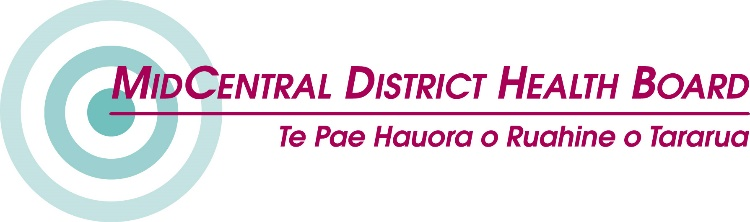 MidCentral District Health Board
Te Pae Hauora o Ruahine o Tararua